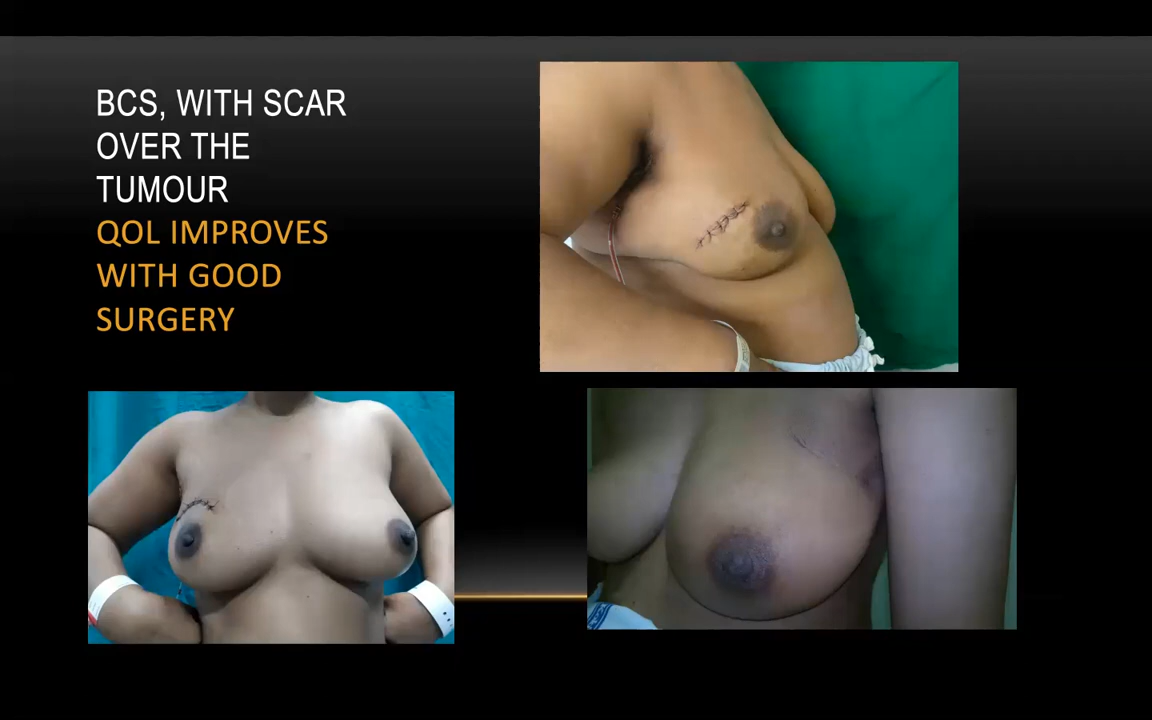 BCS, WITH SCAR
OVER THE
TUMOUR
QOL IMPROVES
WITH GOOD
SURGERY